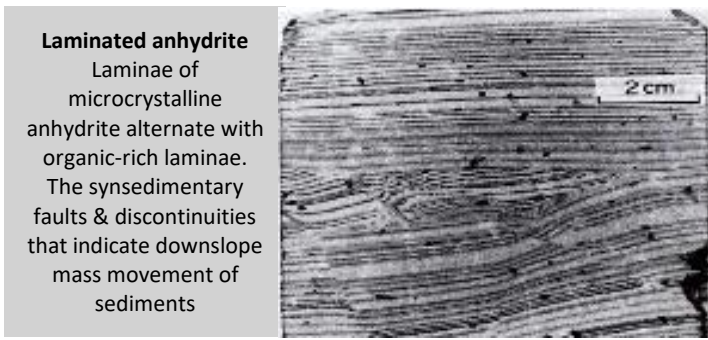 Laminated anhydrite
Laminae of
microcrystalline
anhydrite alternate with
organic-rich laminae.
The synsedimentary
faults & discontinuities
that indicate downslope
mass movement of
sediments
2 cm